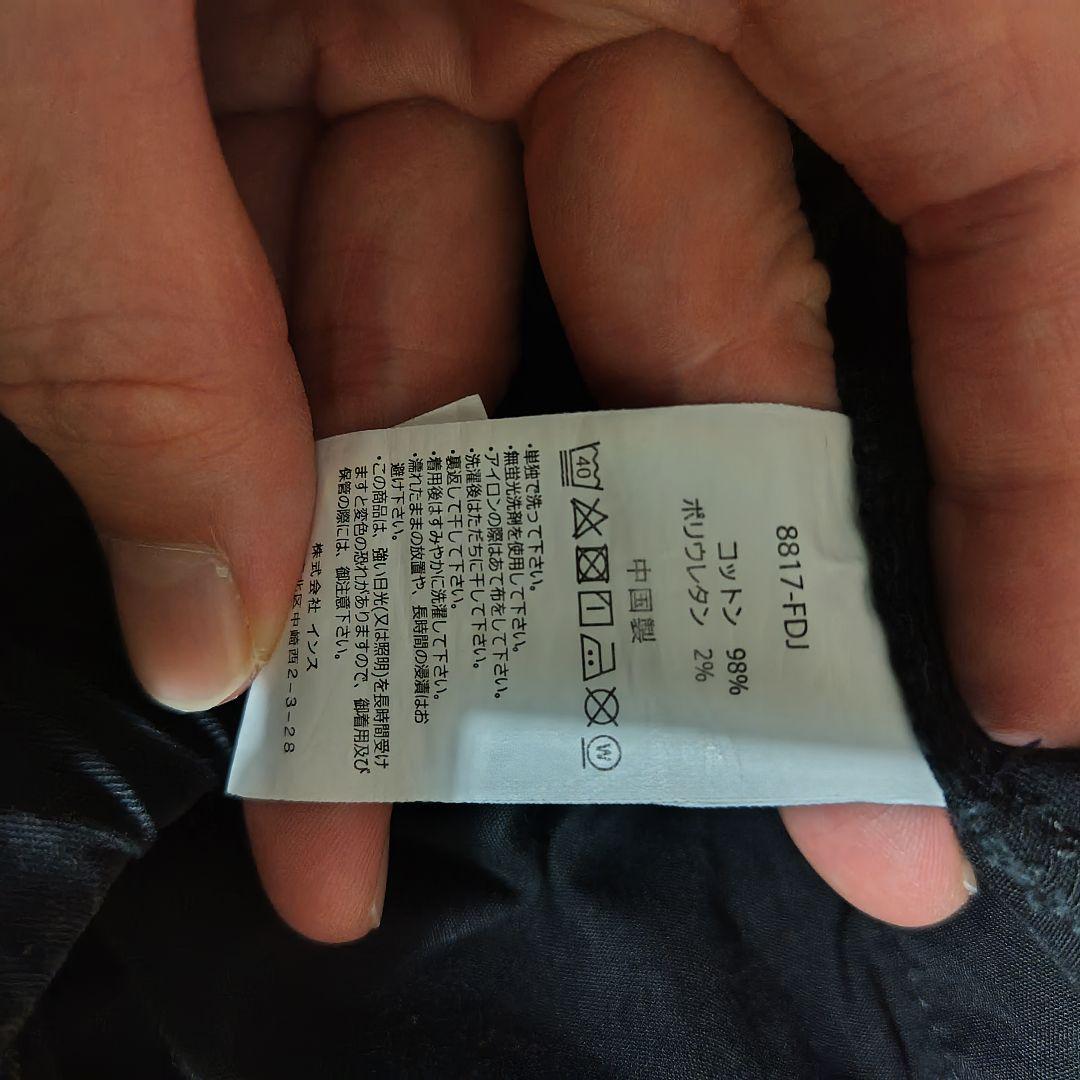 8817-FDJ
コットン 98%
ポリウレタン 2%
中国製
40
W
・単独で洗って下さい。
・無蛍光洗剤を使用して下さい。
・アイロンの際はあて布をして下さい。
・洗濯後はただちに干して下さい。
・裏返して干して下さい。
・着用後はすみやかに洗濯して下さい。
・濡れたままの放置や、長時間の浸漬はお
避け下さい。
・この商品は、強い日光(又は照明)を長時間受け
ますと変色の恐れがありますので、御着用及び
保管の際には、御注意下さい。
株式会社 インス
北区中崎西2-3-28